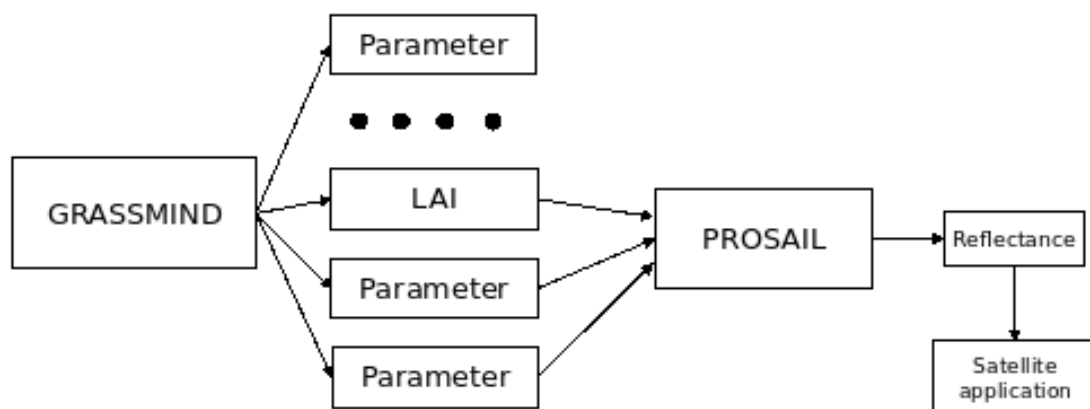 Parameter
GRASSMIND
LAI
PROSAIL
Reflectance
Parameter
Parameter
Satellite
application